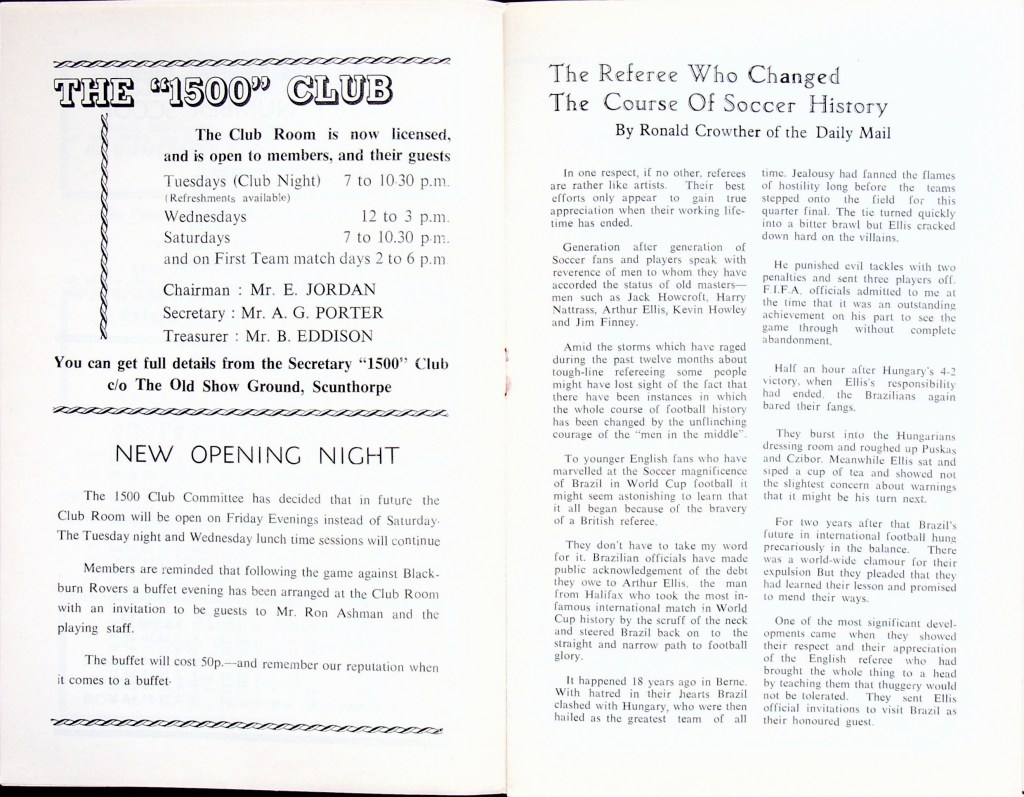 THE "1500" CLUB
The Club Room is now licensed,
and is open to members, and their guests
Tuesdays (Club Night) 7 to 10.30 p.m.
(Refreshments available)
Wednesdays 12 to 3 p.m.
Saturdays 7 to 10.30 p.m.
and on First Team match days 2 to 6 p.m.
Chairman : Mr. E. JORDAN
Secretary : Mr. A. G. PORTER
Treasurer : Mr. B. EDDISON
You can get full details from the Secretary "1500" Club
c/o The Old Show Ground, Scunthorpe
NEW OPENING NIGHT
The 1500 Club Committee has decided that in future the
Club Room will be open on Friday Evenings instead of Saturday.
The Tuesday night and Wednesday lunch time sessions will continue
Members are reminded that following the game against Black-
burn Rovers a buffet evening has been arranged at the Club Room
with an invitation to be guests to Mr. Ron Ashman and the
playing staff.
The buffet will cost 50p.—and remember our reputation when
it comes to a buffet.
The Referee Who Changed
The Course Of Soccer History
By Ronald Crowther of the Daily Mail
In one respect, if no other, referees
are rather like artists. Their best
efforts only appear to gain true
appreciation when their working life-
time has ended.
Generation after generation of
Soccer fans and players speak with
reverence of men to whom they have
accorded the status of old masters—
men such as Jack Howcroft, Harry
Nattrass, Arthur Ellis, Kevin Howley
and Jim Finney.
Amid the storms which have raged
during the past twelve months about
tough-line refereeing some people
might have lost sight of the fact that
there have been instances in which
the whole course of football history
has been changed by the unflinching
courage of the "men in the middle".
To younger English fans who have
marvelled at the Soccer magnificence
of Brazil in World Cup football it
might seem astonishing to learn that
it all began because of the bravery
of a British referee.
They don't have to take my word
for it. Brazilian officials have made
public acknowledgement of the debt
they owe to Arthur Ellis, the man
from Halifax who took the most in-
famous international match in World
Cup history by the scruff of the neck
and steered Brazil back on to the
straight and narrow path to football
glory.
It happened 18 years ago in Berne.
With hatred in their hearts Brazil
clashed with Hungary, who were then
hailed as the greatest team of all
time. Jealousy had fanned the flames
of hostility long before the teams
stepped onto the field for this
quarter final. The tie turned quickly
into a bitter brawl but Ellis cracked
down hard on the villains.
He punished evil tackles with two
penalties and sent three players off.
F.I.F.A. officials admitted to me at
the time that it was an outstanding
achievement on his part to see the
game through without complete
abandonment.
Half an hour after Hungary's 4-2
victory, when Ellis's responsibility
had ended, the Brazilians again
bared their fangs.
They burst into the Hungarians
dressing room and roughed up Puskas
and Czibor. Meanwhile Ellis sat and
siped a cup of tea and showed not
the slightest concern about warnings
that it might be his turn next.
For two years after that Brazil's
future in international football hung
precariously in the balance. There
was a world-wide clamour for their
expulsion But they pleaded that they
had learned their lesson and promised
to mend their ways.
One of the most significant devel-
opments came when they showed
their respect and their appreciation
of the English referee who had
brought the whole thing to a head
by teaching them that thuggery would
not be tolerated. They sent Ellis
official invitations to visit Brazil as
their honoured guest.